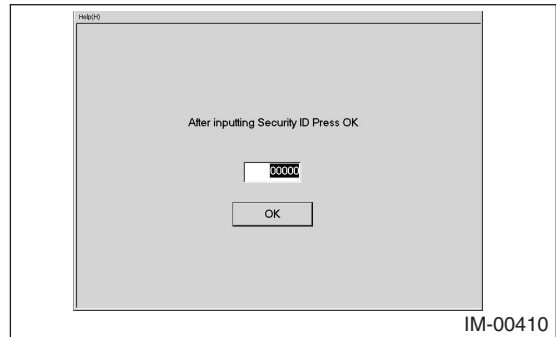 Help(H)
After inputting Security ID Press OK
00000
OK
IM-00410